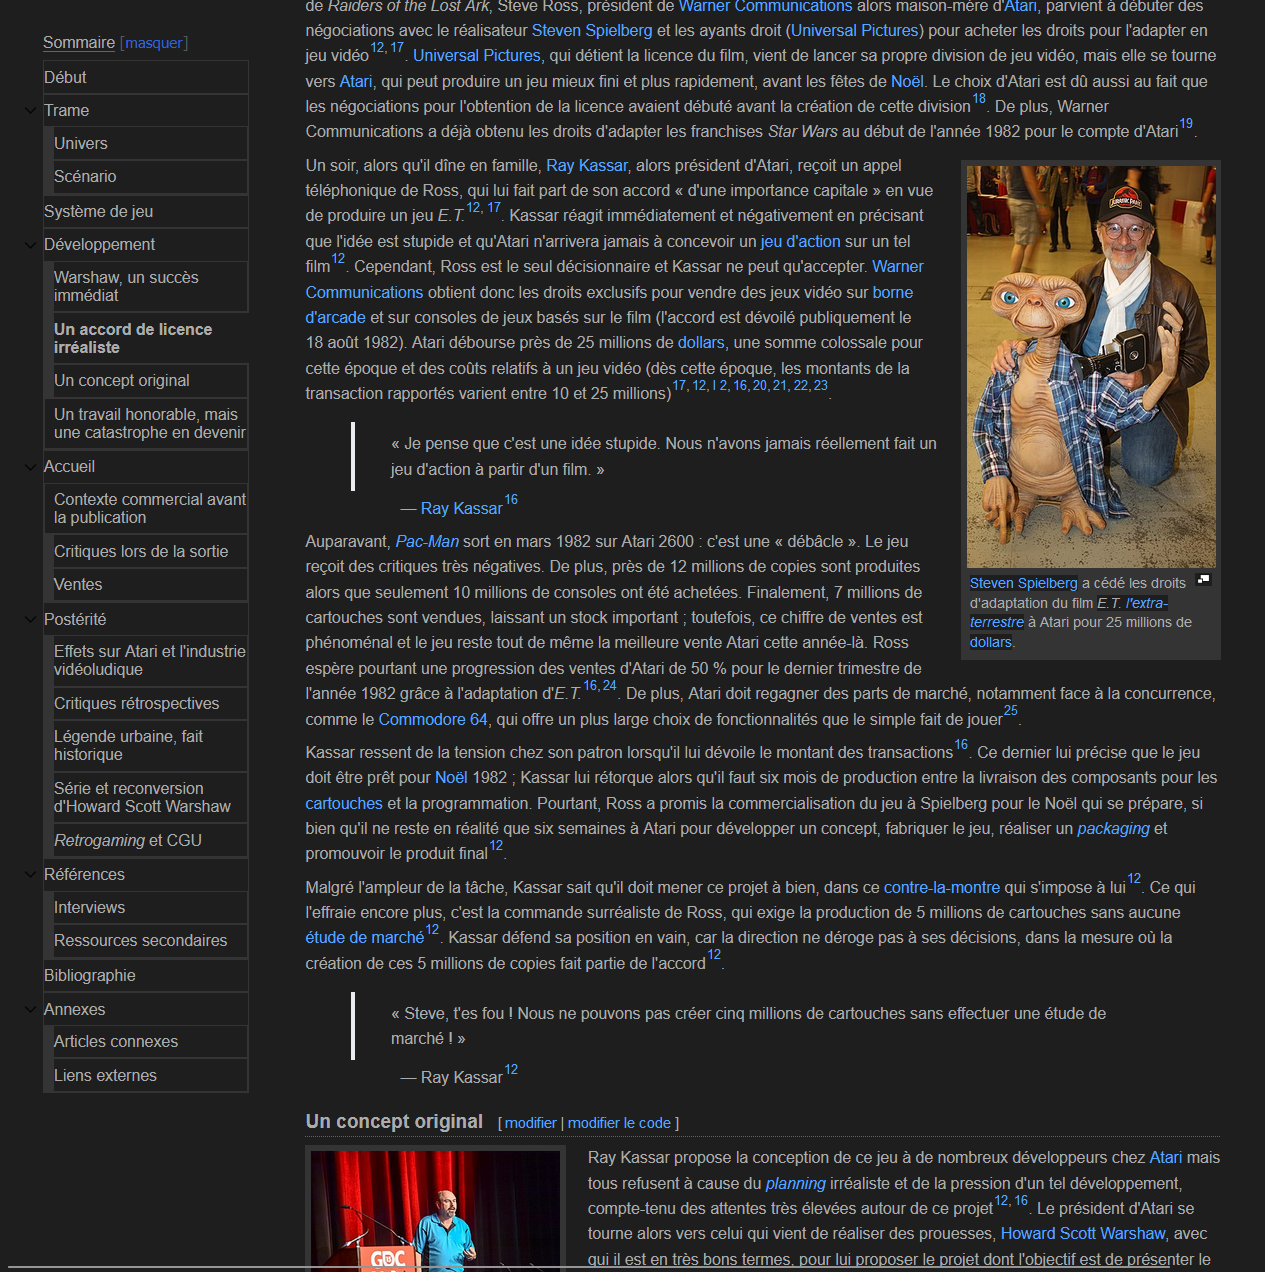 Sommaire [masquer]
Début
Trame
Univers
Scénario
Système de jeu
Développement
Warshaw, un succès
immédiat
Un accord de licence
irréaliste
Un concept original
Un travail honorable, mais
une catastrophe en devenir
Accueil
Contexte commercial avant
la publication
Critiques lors de la sortie
Ventes
Postérité
Effets sur Atari et l'industrie
vidéoludique
Critiques rétrospectives
Légende urbaine, fait
historique
Série et reconversion
d'Howard Scott Warshaw
Retrogaming et CGU
Références
Interviews
Ressources secondaires
Bibliographie
Annexes
Articles connexes
Liens externes
de Raiders of the Lost Ark, Steve Ross, président de Warner Communications alors maison-mère d'Atari, parvient à débuter des
négociations avec le réalisateur Steven Spielberg et les ayants droit (Universal Pictures) pour acheter les droits pour l'adapter en
jeu vidéo12, 17. Universal Pictures, qui détient la licence du film, vient de lancer sa propre division de jeu vidéo, mais elle se tourne
vers Atari, qui peut produire un jeu mieux fini et plus rapidement, avant les fêtes de Noël. Le choix d'Atari est dû aussi au fait que
les négociations pour l'obtention de la licence avaient débuté avant la création de cette division18. De plus, Warner
Communications a déjà obtenu les droits d'adapter les franchises Star Wars au début de l'année 1982 pour le compte d'Atari19.
Un soir, alors qu'il dîne en famille, Ray Kassar, alors président d'Atari, reçoit un appel
téléphonique de Ross, qui lui fait part de son accord « d'une importance capitale » en vue
de produire un jeu E.T.12, 17. Kassar réagit immédiatement et négativement en précisant
que l'idée est stupide et qu'Atari n'arrivera jamais à concevoir un jeu d'action sur un tel
film12. Cependant, Ross est le seul décisionnaire et Kassar ne peut qu'accepter. Warner
Communications obtient donc les droits exclusifs pour vendre des jeux vidéo sur borne
d'arcade et sur consoles de jeux basés sur le film (l'accord est dévoilé publiquement le
18 août 1982). Atari débourse près de 25 millions de dollars, une somme colossale pour
cette époque et des coûts relatifs à un jeu vidéo (dès cette époque, les montants de la
transaction rapportés varient entre 10 et 25 millions)17, 12, I 2, 16, 20, 21, 22, 23.
« Je pense que c'est une idée stupide. Nous n'avons jamais réellement fait un
jeu d'action à partir d'un film. »
— Ray Kassar16
JURASSIC PARK
Steven Spielberg a cédé les droits
d'adaptation du film E.T. l'extra-
terrestre à Atari pour 25 millions de
dollars.
Auparavant, Pac-Man sort en mars 1982 sur Atari 2600 : c'est une « débâcle ». Le jeu
reçoit des critiques très négatives. De plus, près de 12 millions de copies sont produites
alors que seulement 10 millions de consoles ont été achetées. Finalement, 7 millions de
cartouches sont vendues, laissant un stock important ; toutefois, ce chiffre de ventes est
phénoménal et le jeu reste tout de même la meilleure vente Atari cette année-là. Ross
espère pourtant une progression des ventes d'Atari de 50 % pour le dernier trimestre de
l'année 1982 grâce à l'adaptation d'E.T.16, 24. De plus, Atari doit regagner des parts de marché, notamment face à la concurrence,
comme le Commodore 64, qui offre un plus large choix de fonctionnalités que le simple fait de jouer25.
Kassar ressent de la tension chez son patron lorsqu'il lui dévoile le montant des transactions16. Ce dernier lui précise que le jeu
doit être prêt pour Noël 1982 ; Kassar lui rétorque alors qu'il faut six mois de production entre la livraison des composants pour les
cartouches et la programmation. Pourtant, Ross a promis la commercialisation du jeu à Spielberg pour le Noël qui se prépare, si
bien qu'il ne reste en réalité que six semaines à Atari pour développer un concept, fabriquer le jeu, réaliser un packaging et
promouvoir le produit final12.
Malgré l'ampleur de la tâche, Kassar sait qu'il doit mener ce projet à bien, dans ce contre-la-montre qui s'impose à lui12. Ce qui
l'effraie encore plus, c'est la commande surréaliste de Ross, qui exige la production de 5 millions de cartouches sans aucune
étude de marché12. Kassar défend sa position en vain, car la direction ne déroge pas à ses décisions, dans la mesure où la
création de ces 5 millions de copies fait partie de l'accord12.
« Steve, t'es fou ! Nous ne pouvons pas créer cinq millions de cartouches sans effectuer une étude de
marché ! »
— Ray Kassar12
Un concept original [ modifier | modifier le code ]
GDC
Ray Kassar propose la conception de ce jeu à de nombreux développeurs chez Atari mais
tous refusent à cause du planning irréaliste et de la pression d'un tel développement,
compte-tenu des attentes très élevées autour de ce projet12, 16. Le président d'Atari se
tourne alors vers celui qui vient de réaliser des prouesses, Howard Scott Warshaw, avec
qui il est en très bons termes, pour lui proposer le projet dont l'objectif est de présenter le